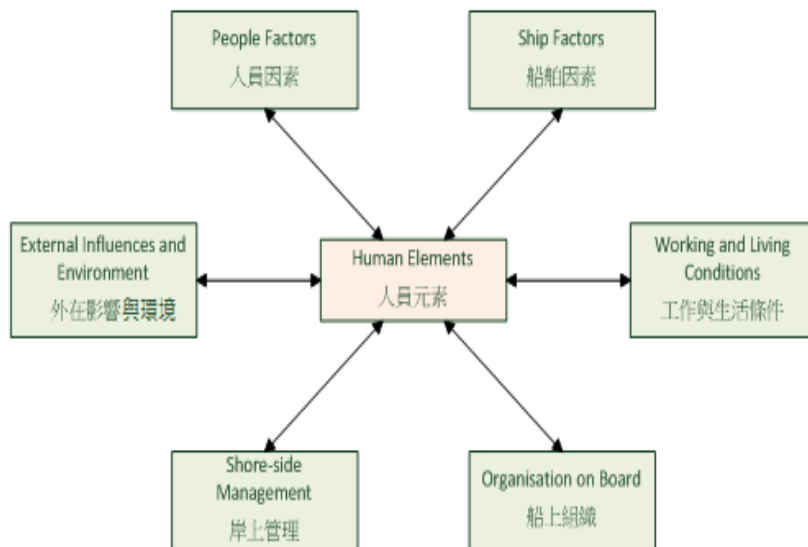 People Factors
人員因素
Ship Factors
船舶因素
External Influences and
Environment
外在影響與環境
Human Elements
人員元素
Working and Living
Conditions
工作與生活條件
Shore-side
Management
岸上管理
Organisation on Board
船上組織